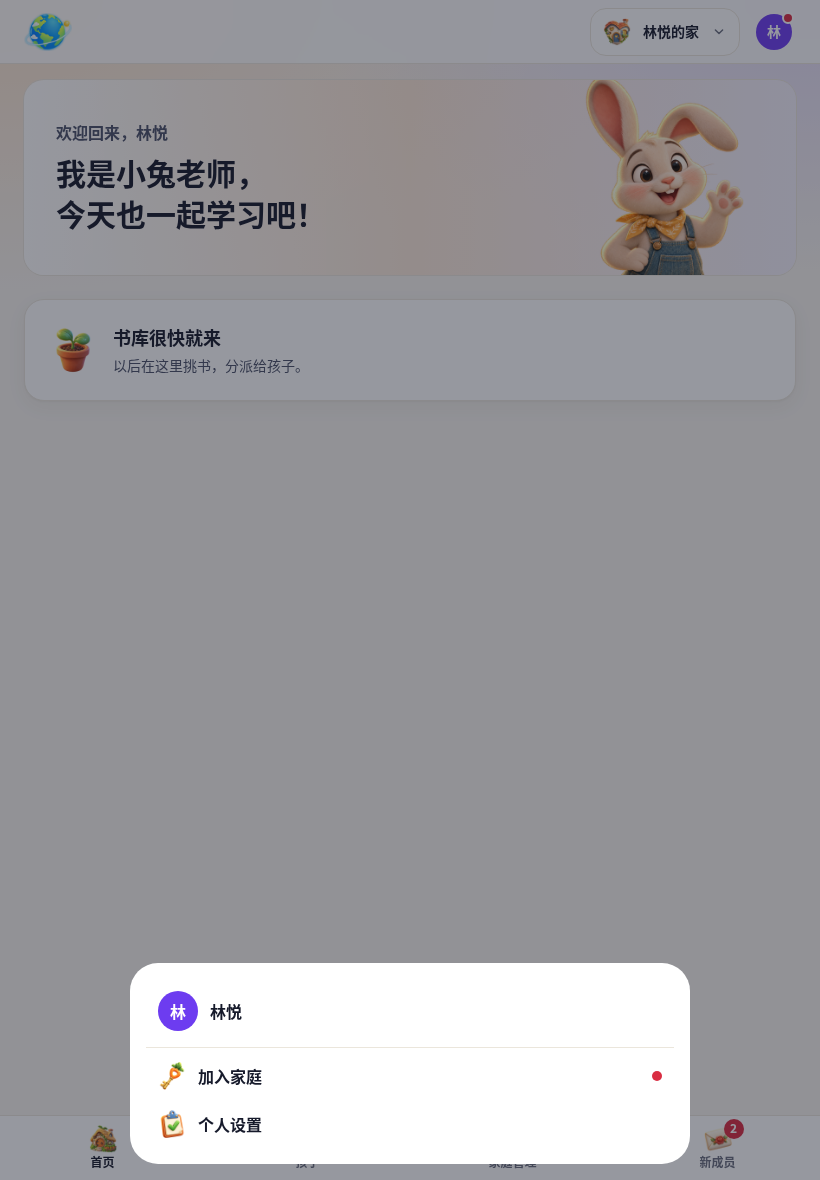 林悦的家
林
欢迎回来，林悦
我是小兔老师，
今天也一起学习吧！
书库很快就来
以后在这里挑书，分派给孩子。
林
林悦
加入家庭
个人设置
2
首页
新成员